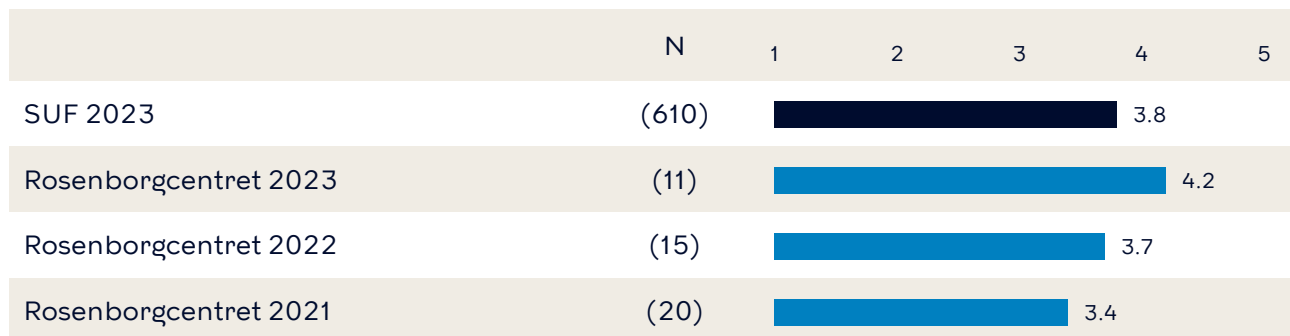 N 1 2 3 4 5
SUF 2023 (610) 3.8
Rosenborgcentret 2023 (11) 4.2
Rosenborgcentret 2022 (15) 3.7
Rosenborgcentret 2021 (20) 3.4